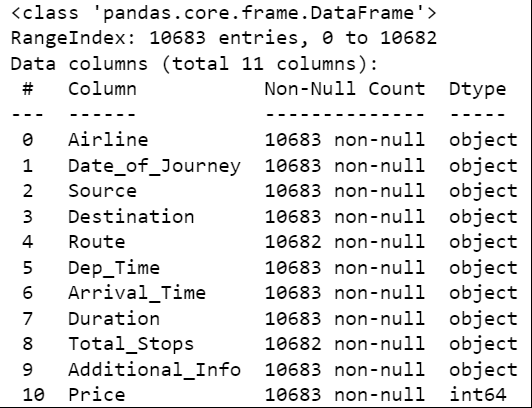 <class 'pandas.core.frame.DataFrame'>
RangeIndex: 10683 entries, 0 to 10682
Data columns (total 11 columns):
 #   Column           Non-Null Count  Dtype
---  ------           --------------  -----
 0   Airline          10683 non-null  object
 1   Date_of_Journey  10683 non-null  object
 2   Source           10683 non-null  object
 3   Destination      10683 non-null  object
 4   Route            10682 non-null  object
 5   Dep_Time         10683 non-null  object
 6   Arrival_Time     10683 non-null  object
 7   Duration         10683 non-null  object
 8   Total_Stops      10682 non-null  object
 9   Additional_Info  10683 non-null  object
 10  Price            10683 non-null  int64